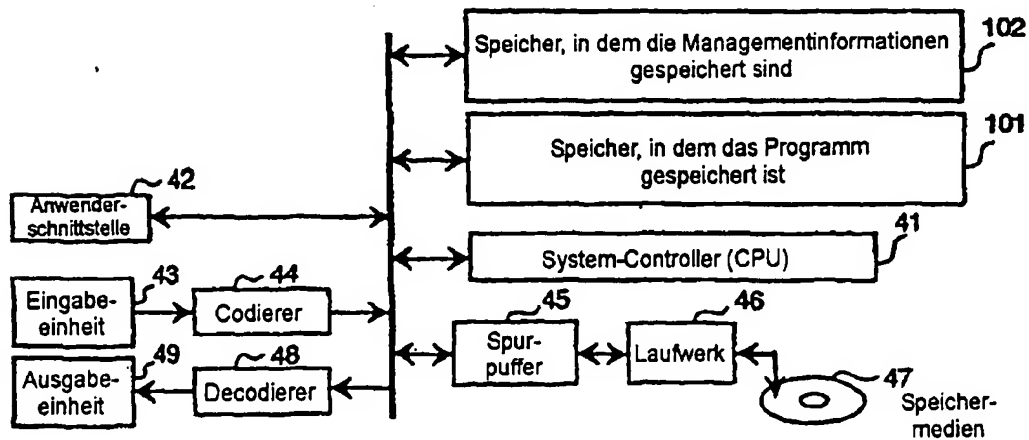 102
Speicher, in dem die Managementinformationen
gespeichert sind
101
Speicher, in dem das Programm
gespeichert ist
42
Anwender-
schnittstelle
41
System-Controller (CPU)
43
Eingabe-
einheit
44
Codierer
45
Spur-
puffer
46
Laufwerk
49
Ausgabe-
einheit
48
Decodierer
47
Speicher-
medien